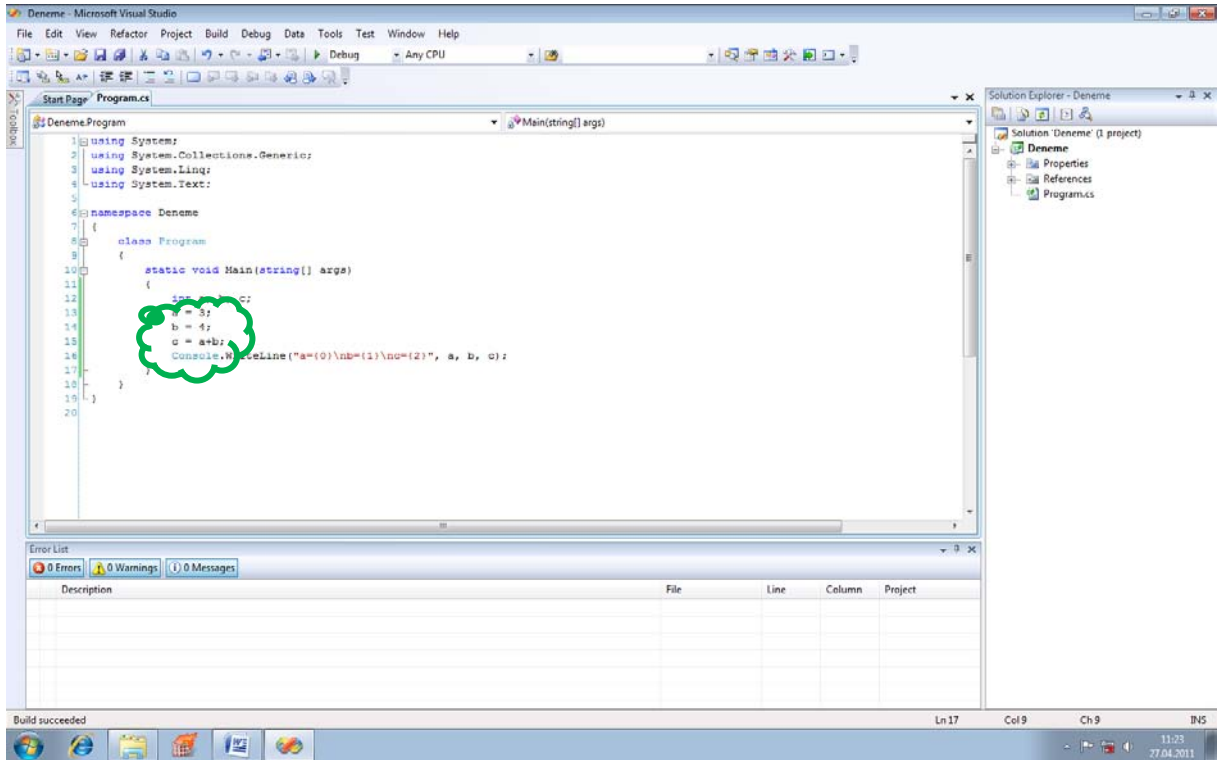 Deneme - Microsoft Visual Studio
File Edit View Refactor Project Build Debug Data Tools Test Window Help
Debug Any CPU
Start Page Program.cs
Solution Explorer - Deneme
Toolbox
Deneme.Program Main(string[] args)
Solution 'Deneme' (1 project)
Deneme
Properties
References
Program.cs
1 using System;
2 using System.Collections.Generic;
3 using System.Linq;
4 using System.Text;
5
6 namespace Deneme
7 {
8 class Program
9 {
10 static void Main(string[] args)
11 {
12 int c;
13 = 3;
14 b = 4;
15 c = a+b;
16 Console.WriteLine("a={0}\nb={1}\nc={2}", a, b, c);
17 }
18 }
19 }
20
Error List
0 Errors 0 Warnings 0 Messages
Description File Line Column Project
Build succeeded Ln 17 Col 9 Ch 9 INS
11:23
27.04.2011